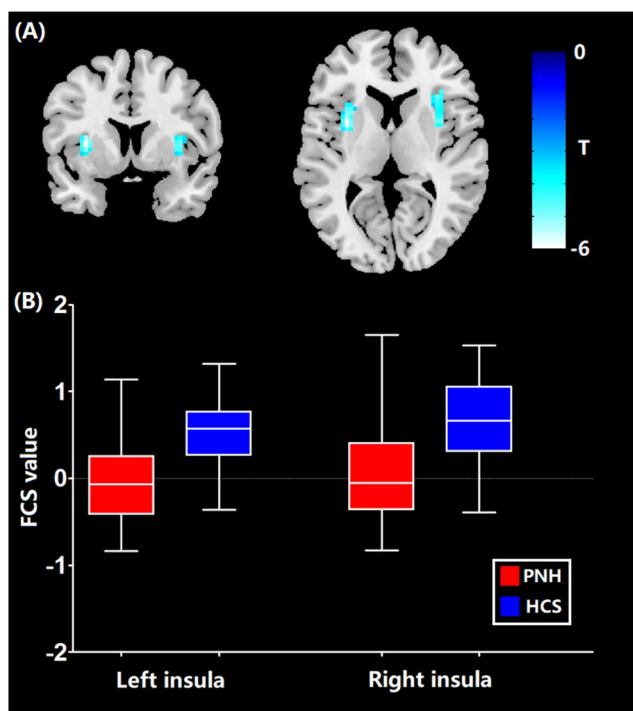 (A)
0
T
-6
(B)
2
1
0
-1
-2
FCS value
PNH
HCS
Left insula
Right insula